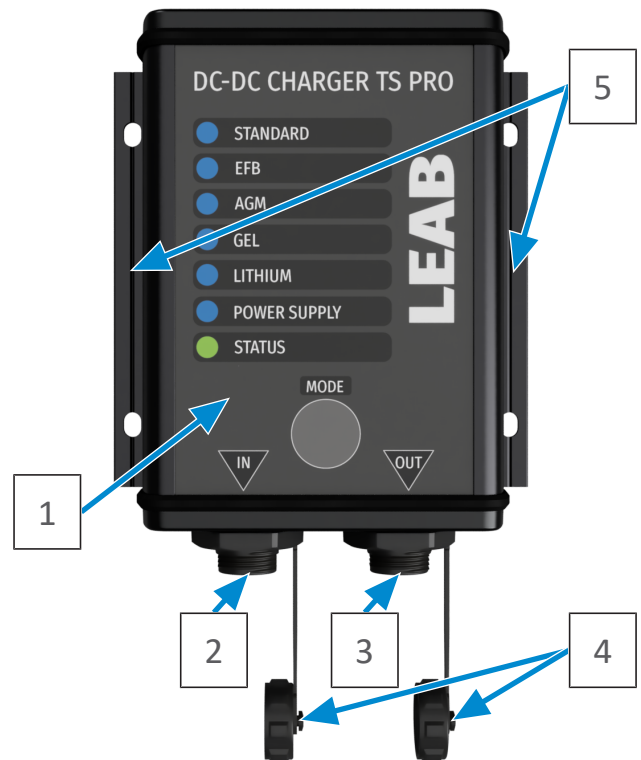 DC-DC CHARGER TS PRO
STANDARD
EFB
AGM
GEL
LITHIUM
POWER SUPPLY
STATUS
LEAB
MODE
IN
OUT
5
1
2
3
4